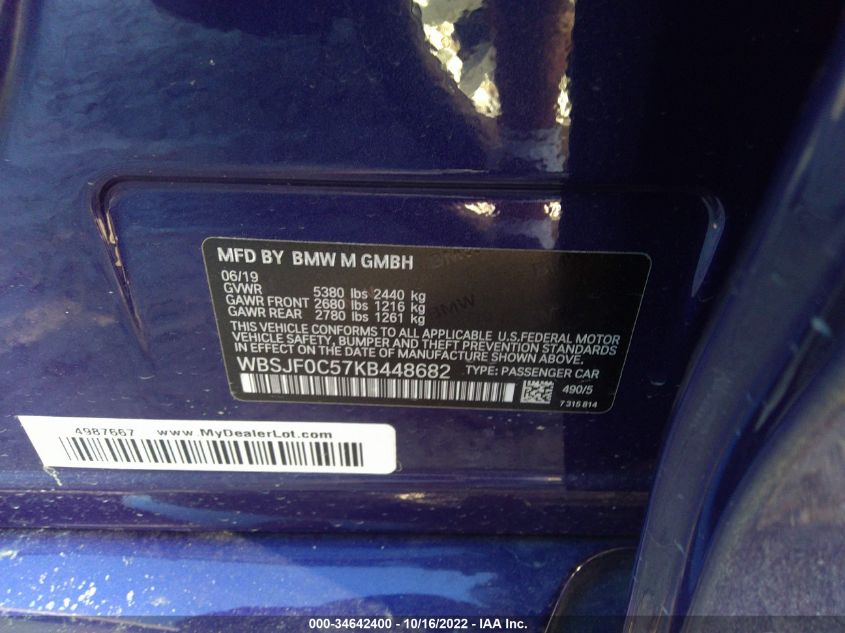 MFD BY BMW M GMBH
06/19
GVWR 5380 lbs 2440 kg
GAWR FRONT 2680 lbs 1216 kg
GAWR REAR 2780 lbs 1261 kg
THIS VEHICLE CONFORMS TO ALL APPLICABLE U.S.FEDERAL MOTOR
VEHICLE SAFETY, BUMPER AND THEFT PREVENTION STANDARDS
IN EFFECT ON THE DATE OF MANUFACTURE SHOWN ABOVE.
WBSJF0C57KB448682 TYPE: PASSENGER CAR
490/5
7 315 814
4987667 www.MyDealerLot.com
000-34642400 - 10/16/2022 - IAA Inc.